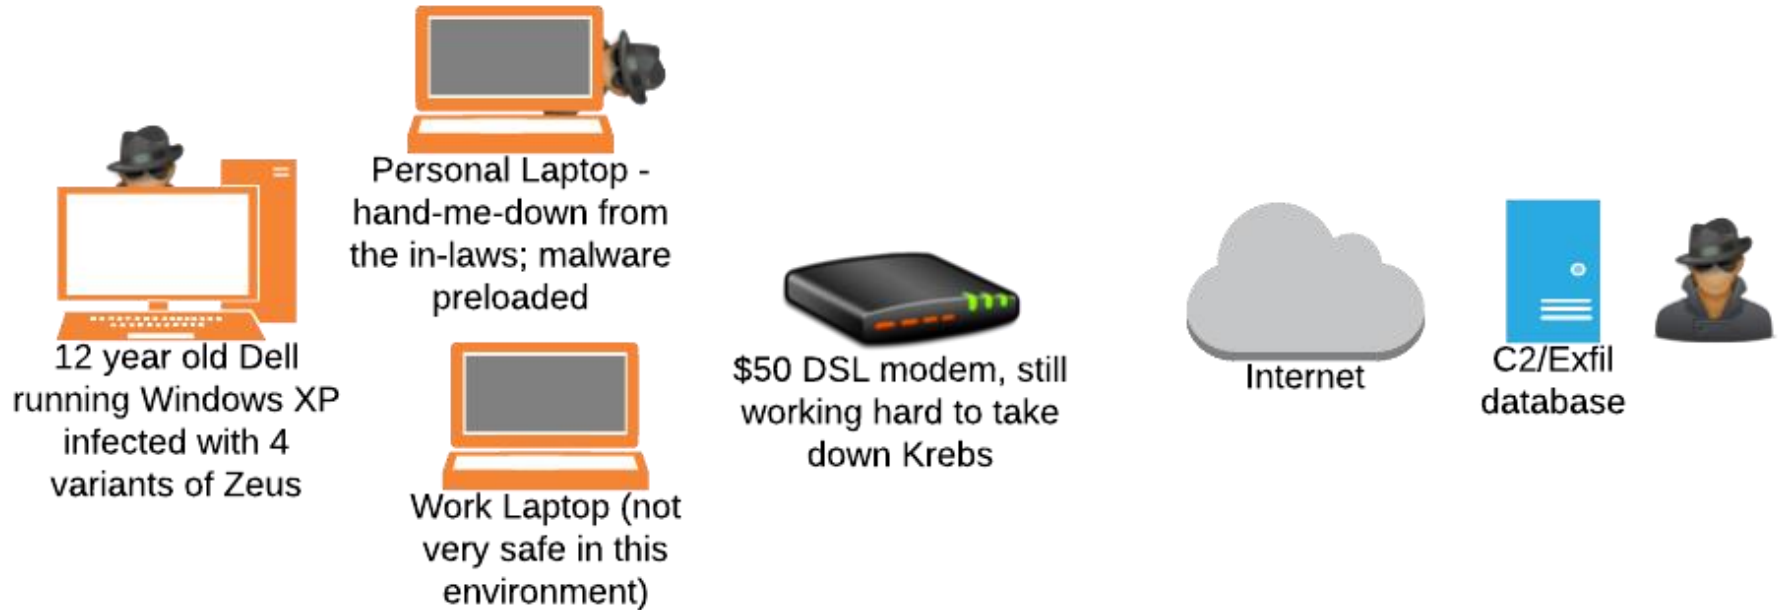 12 year old Dell
running Windows XP
infected with 4
variants of Zeus
Personal Laptop -
hand-me-down from
the in-laws; malware
preloaded
Work Laptop (not
very safe in this
environment)
$50 DSL modem, still
working hard to take
down Krebs
Internet
C2/Exfil
database